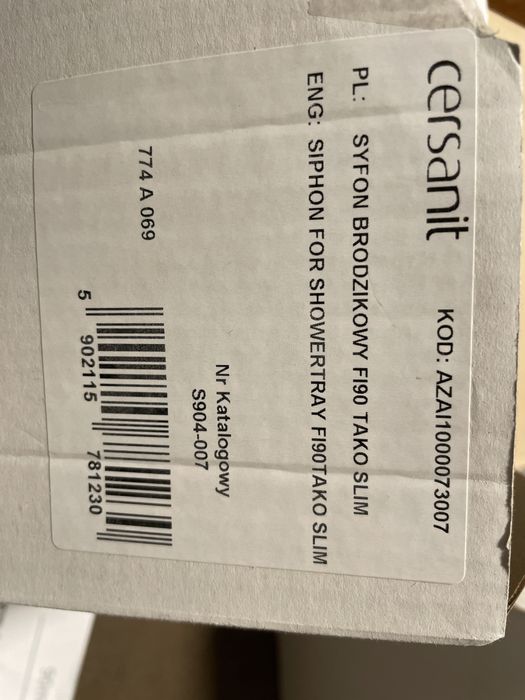 cersanit KOD: AZAI1000073007
PL: SYFON BRODZIKOWY FI90 TAKO SLIM
ENG: SIPHON FOR SHOWERTRAY FI90TAKO SLIM
Nr Katalogowy
S904-007
774 A 069
5 902115 781230